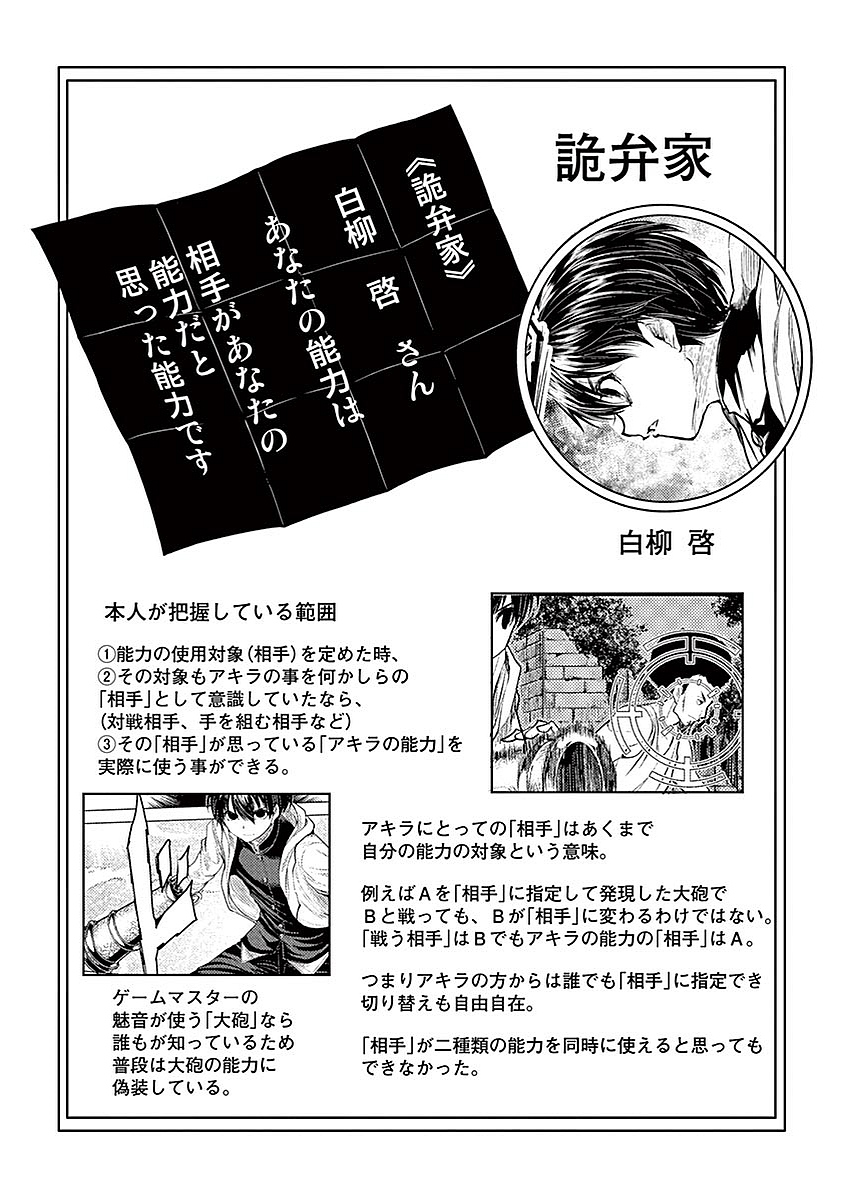 詭弁家
《詭弁家》
白柳 啓 さん
あなたの能力は
相手があなたの
能力だと
思った能力です
白柳 啓
本人が把握している範囲
①能力の使用対象(相手)を定めた時、
②その対象もアキラの事を何かしらの
「相手」として意識していたなら、
(対戦相手、手を組む相手など)
③その「相手」が思っている「アキラの能力」を
実際に使う事ができる。
アキラにとっての「相手」はあくまで
自分の能力の対象という意味。
例えばAを「相手」に指定して発現した大砲で
Bと戦っても、Bが「相手」に変わるわけではない。
「戦う相手」はBでもアキラの能力の「相手」はA。
つまりアキラの方からは誰でも「相手」に指定でき
切り替えも自由自在。
「相手」が二種類の能力を同時に使えると思っても
できなかった。
ゲームマスターの
魅音が使う「大砲」なら
誰もが知っているため
普段は大砲の能力に
偽装している。